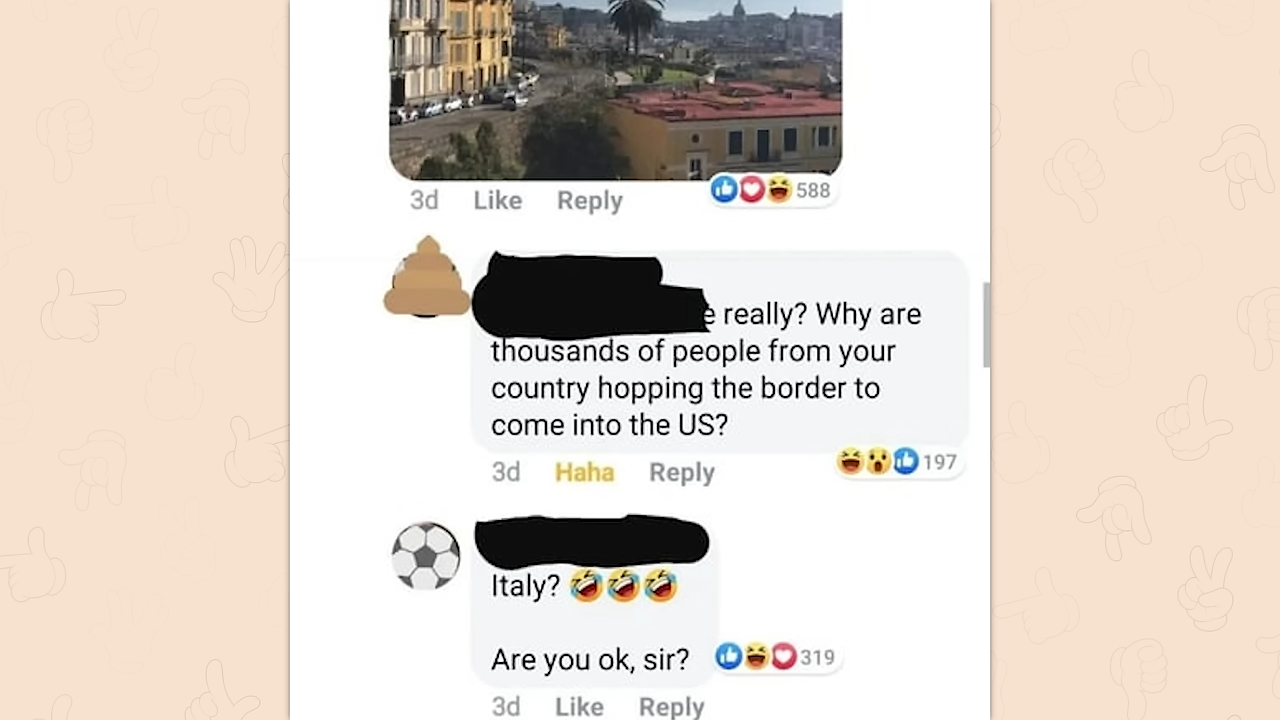 3d Like Reply 588
really? Why are
thousands of people from your
country hopping the border to
come into the US?
3d Haha Reply 197
Italy? 🤣🤣🤣
Are you ok, sir?
319
3d Like Reply